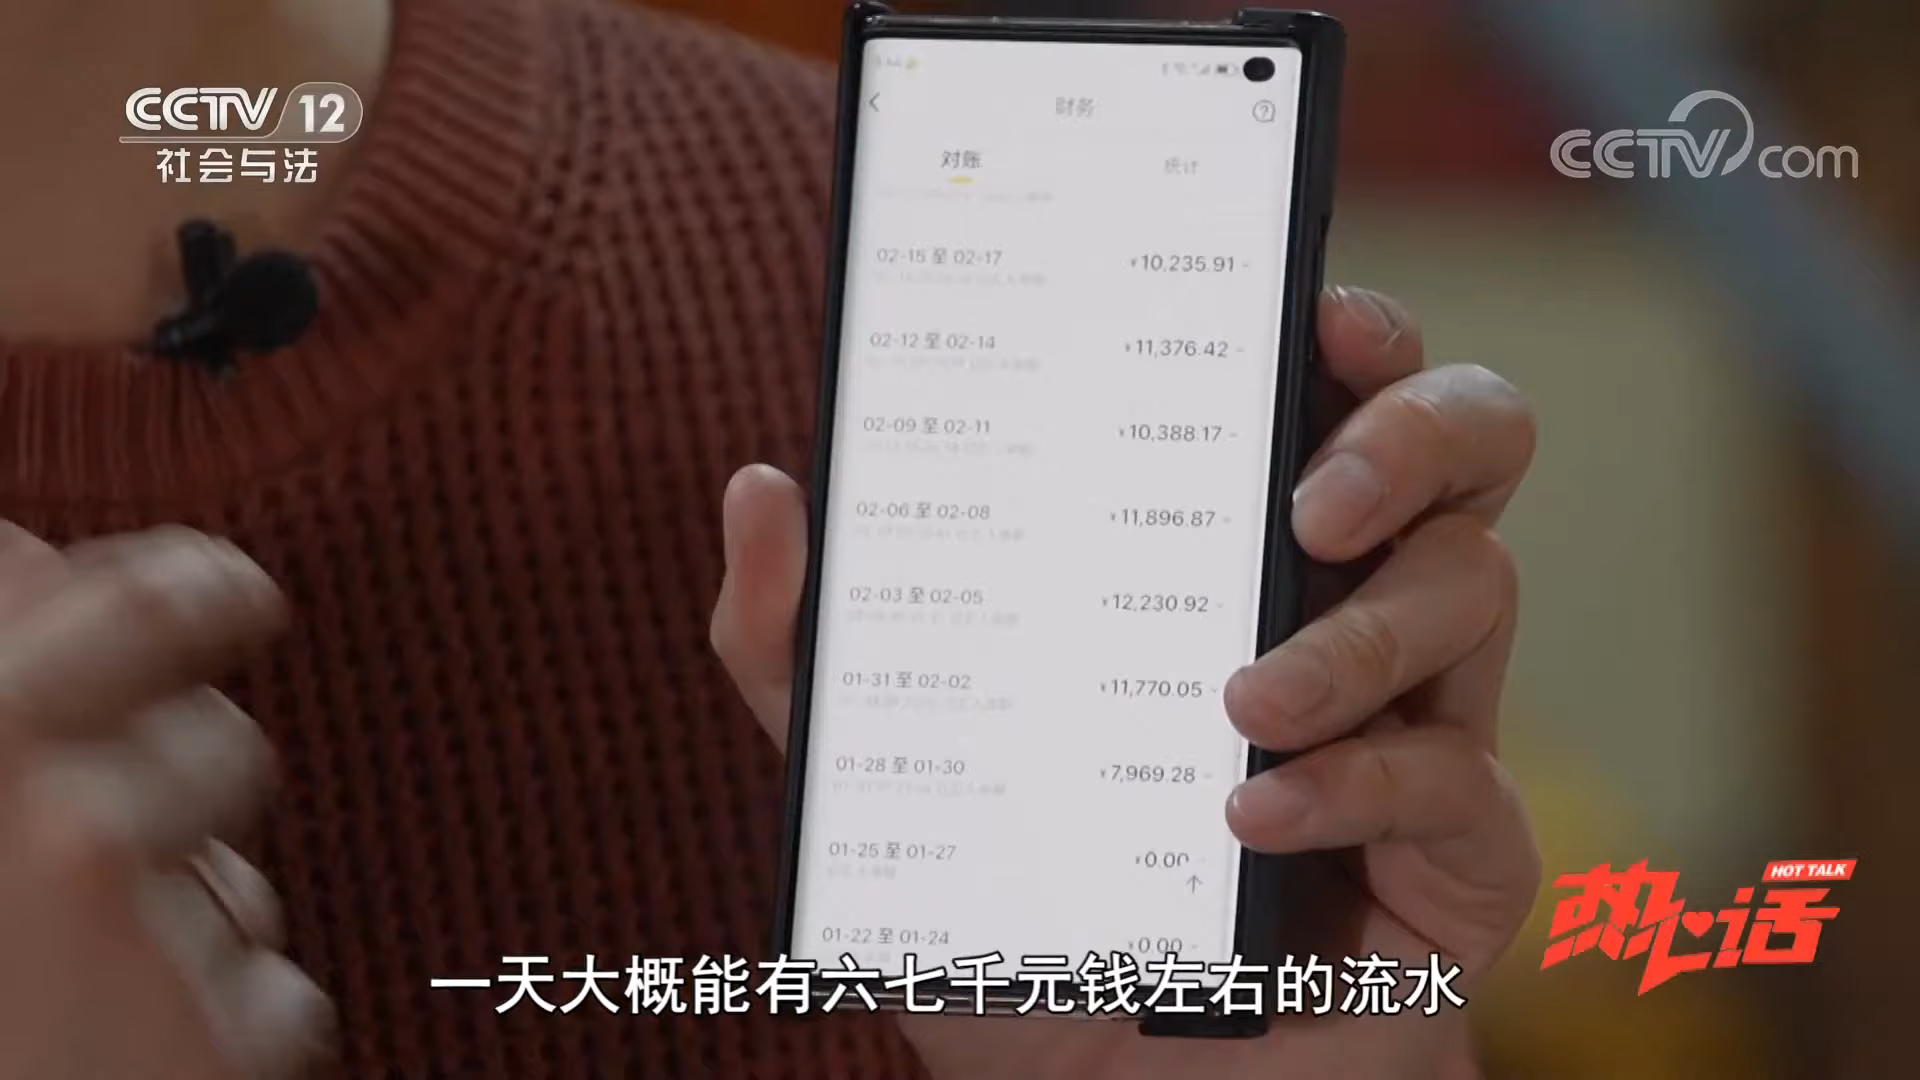 CCTV 12
社会与法
CCTV com
财务
对账
统计
02-15 至 02-17
¥10,235.91
02-12 至 02-14
¥11,376.42
02-09 至 02-11
¥10,388.17
02-06 至 02-08
¥11,896.87
02-03 至 02-05
¥12,230.92
01-31 至 02-02
¥11,770.05
01-28 至 01-30
¥7,969.28
01-25 至 01-27
¥0.00
01-22 至 01-24
¥0.00
HOT TALK
热心话
一天大概能有六七千元钱左右的流水